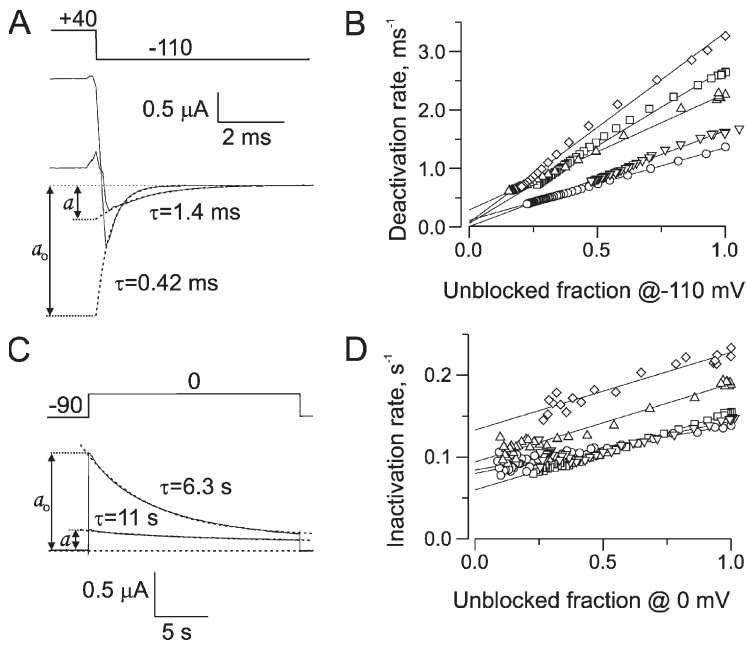 A
+40
-110
0.5 μA
2 ms
a
aₒ
τ=1.4 ms
τ=0.42 ms
B
Deactivation rate, ms⁻¹
3.0
2.0
1.0
0.0
0.0
0.5
1.0
Unblocked fraction @-110 mV
C
-90
0
aₒ
a
τ=6.3 s
τ=11 s
0.5 μA
5 s
D
Inactivation rate, s⁻¹
0.2
0.1
0.0
0.0
0.5
1.0
Unblocked fraction @ 0 mV